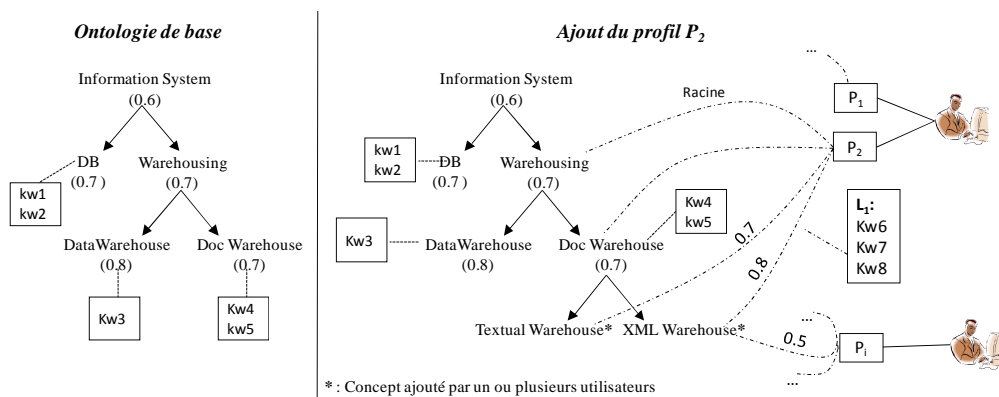 Ontologie de base
Information System
(0.6)
DB
(0.7)
Warehousing
(0.7)
kw1
kw2
DataWarehouse
(0.8)
Doc Warehouse
(0.7)
Kw3
Kw4
kw5
Ajout du profil P2
Information System
(0.6)
kw1
kw2
DB
(0.7)
Warehousing
(0.7)
Kw3
DataWarehouse
(0.8)
Doc Warehouse
(0.7)
Kw4
kw5
Textual Warehouse*
XML Warehouse*
Racine
0.7
0.8
0.5
...
P1
P2
L1:
Kw6
Kw7
Kw8
...
Pi
...
* : Concept ajouté par un ou plusieurs utilisateurs